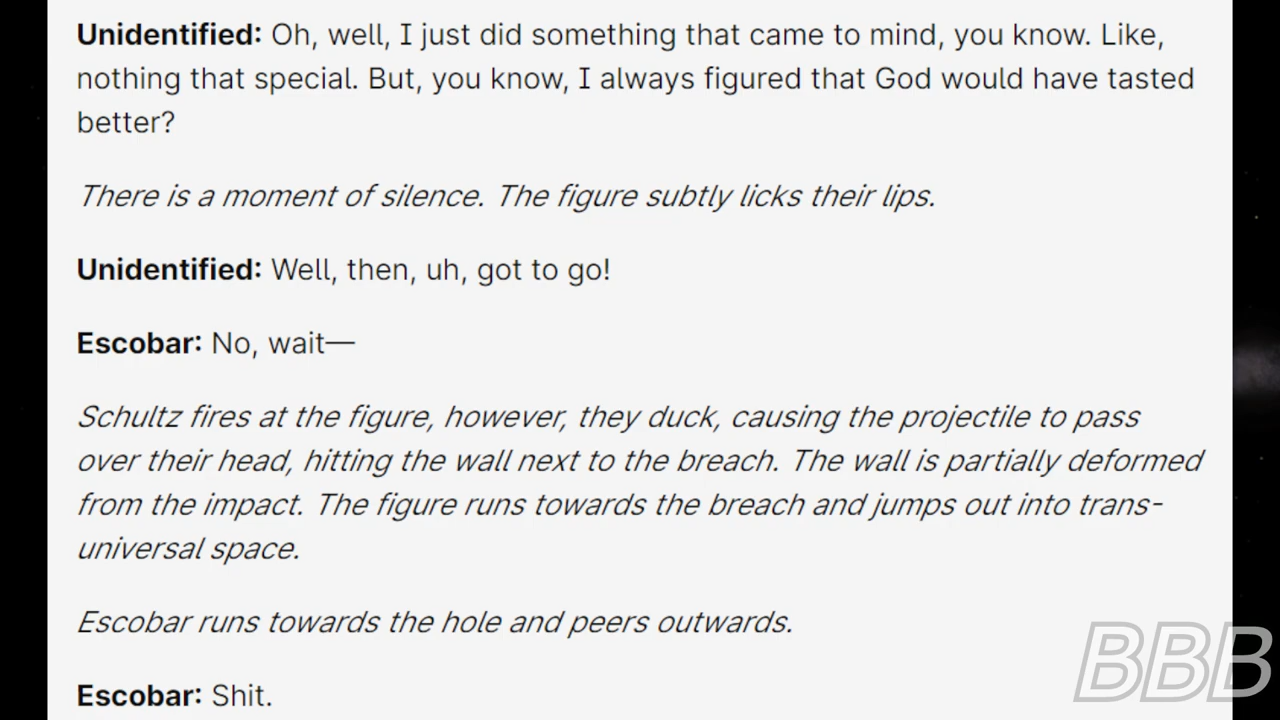 Unidentified: Oh, well, I just did something that came to mind, you know. Like,
nothing that special. But, you know, I always figured that God would have tasted
better?
There is a moment of silence. The figure subtly licks their lips.
Unidentified: Well, then, uh, got to go!
Escobar: No, wait—
Schultz fires at the figure, however, they duck, causing the projectile to pass
over their head, hitting the wall next to the breach. The wall is partially deformed
from the impact. The figure runs towards the breach and jumps out into trans-
universal space.
Escobar runs towards the hole and peers outwards.
Escobar: Shit.
BBB